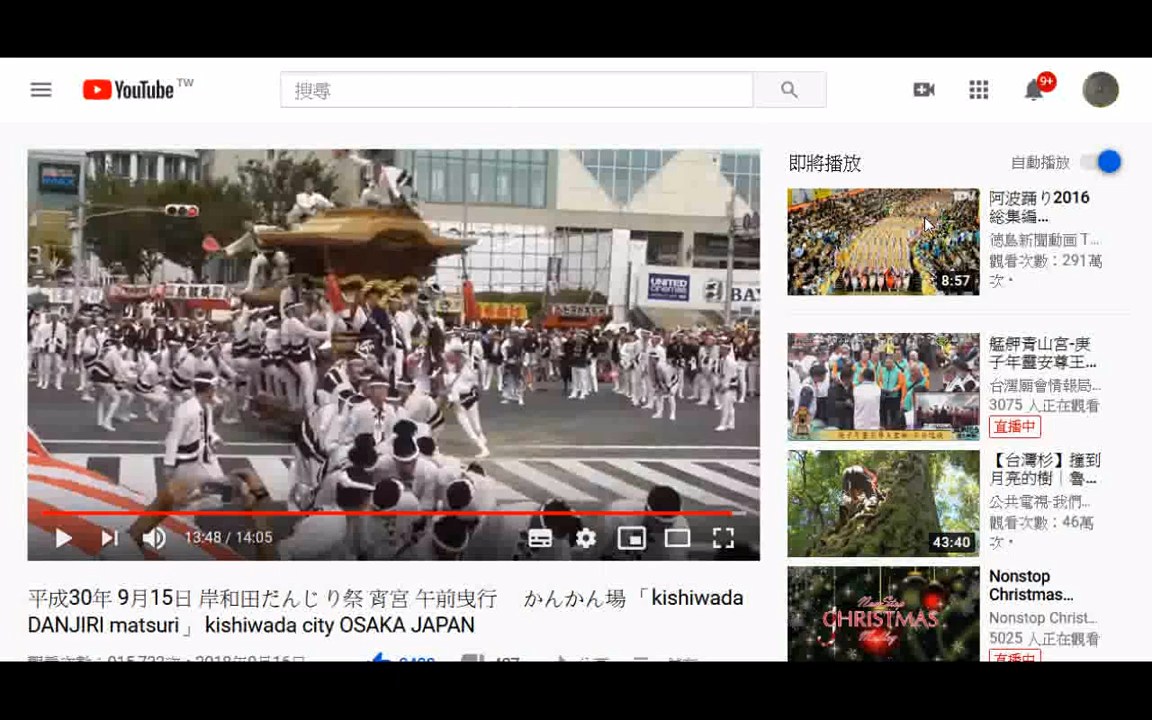 YouTube TW
搜尋
9+
UNITED
BAY
13:48 / 14:05
平成30年 9月15日 岸和田だんじり祭 宵宮 午前曳行 かんかん場「kishiwada
DANJIRI matsuri」 kishiwada city OSAKA JAPAN
即將播放
自動播放
8:57
阿波踊り2016
総集編...
徳島新聞動画 T...
觀看次數：291萬
次 •
艋舺青山宮-庚
子年靈安尊王...
台灣廟會情報局...
3075 人正在觀看
直播中
43:40
【台灣杉】撞到
月亮的樹｜魯...
公共電視-我們...
觀看次數：46萬
次 •
NonStop
CHRISTMAS
Medley
Nonstop
Christmas...
Nonstop Christ...
5025 人正在觀看
直播中